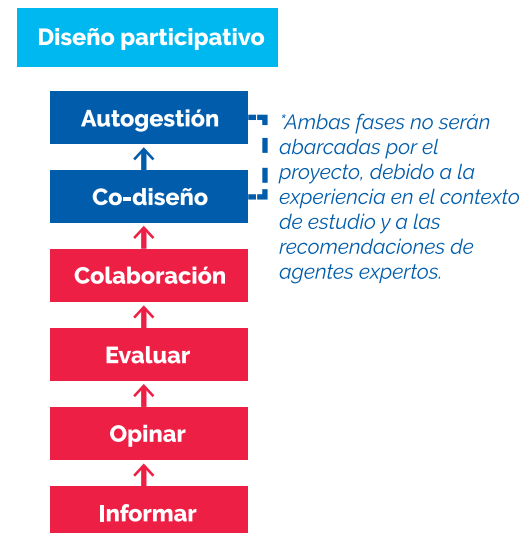 Diseño participativo
Autogestión
Co-diseño
*Ambas fases no serán
abarcadas por el
proyecto, debido a la
experiencia en el contexto
de estudio y a las
recomendaciones de
agentes expertos.
Colaboración
Evaluar
Opinar
Informar